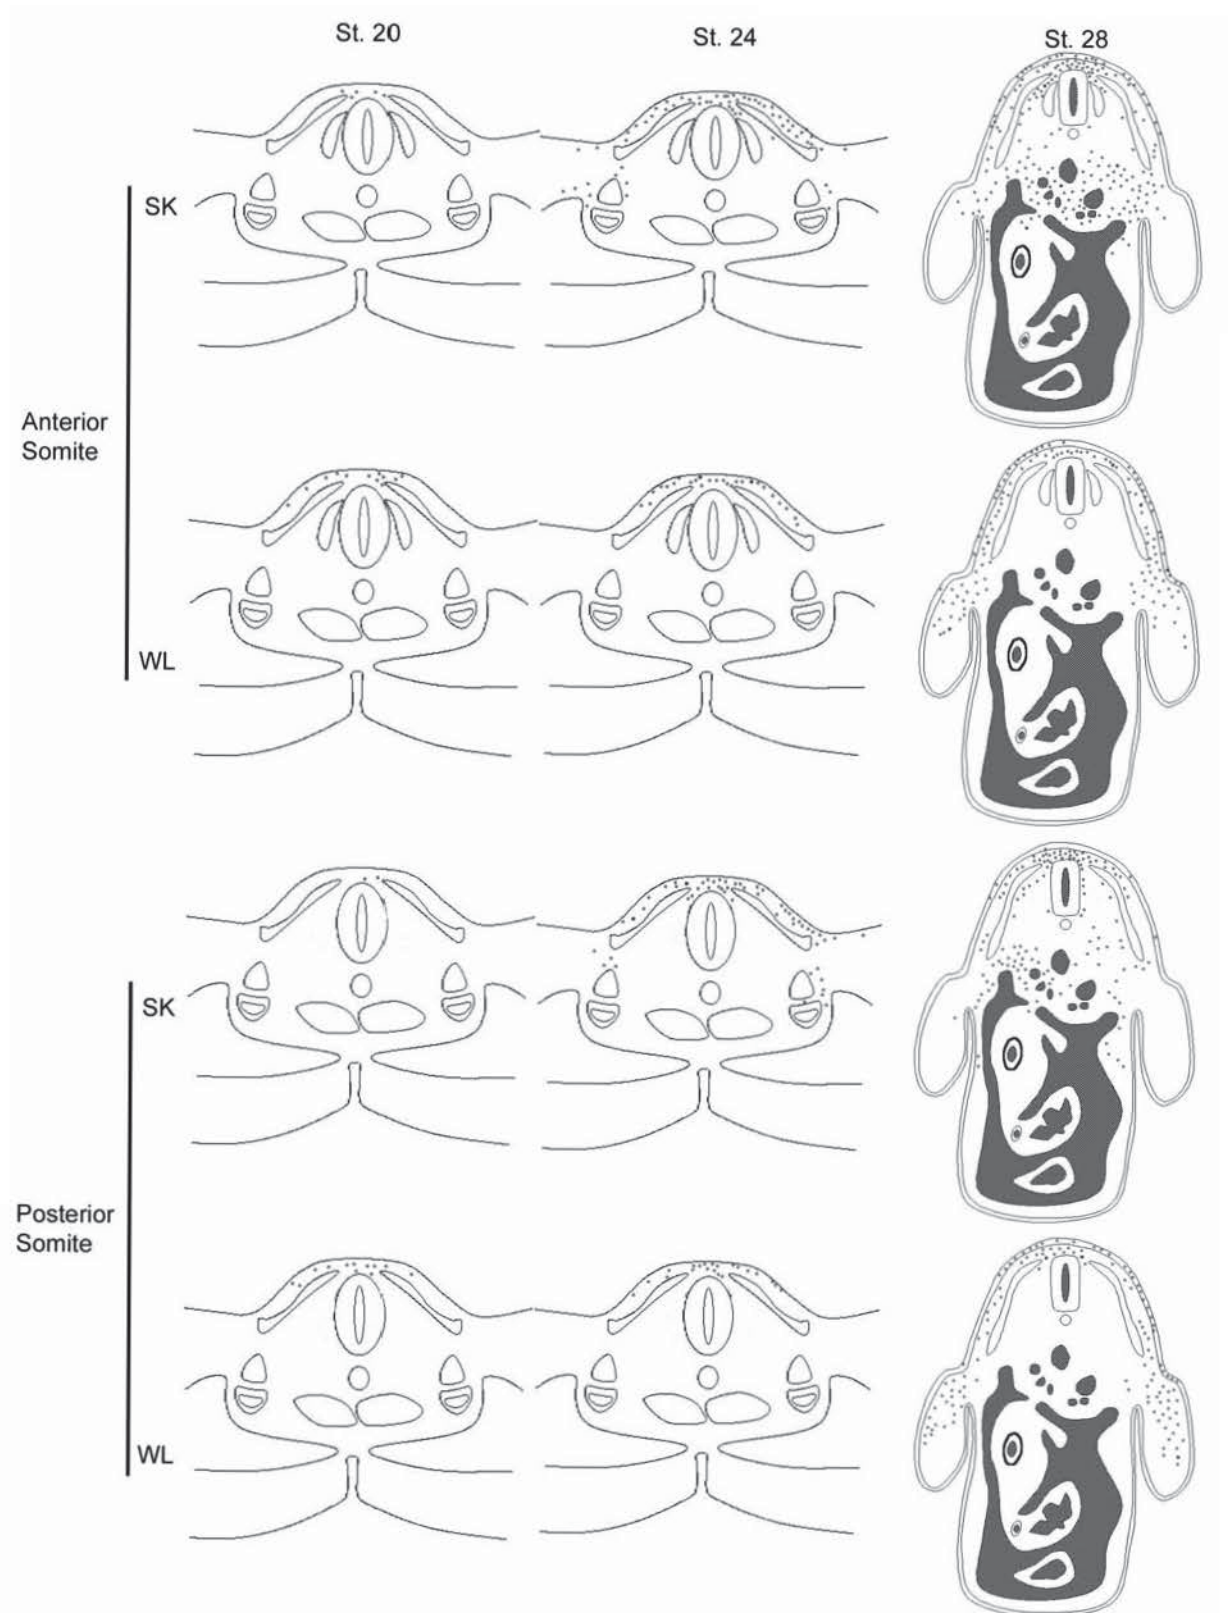 St. 20
St. 24
St. 28
SK
Anterior
Somite
WL
SK
Posterior
Somite
WL